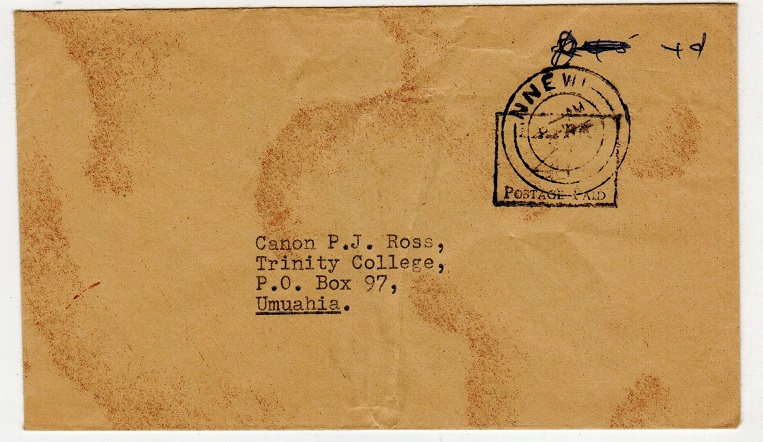 NNEWI
POSTAGE PAID
Canon P.J. Ross,
Trinity College,
P.O. Box 97,
Umuahia.